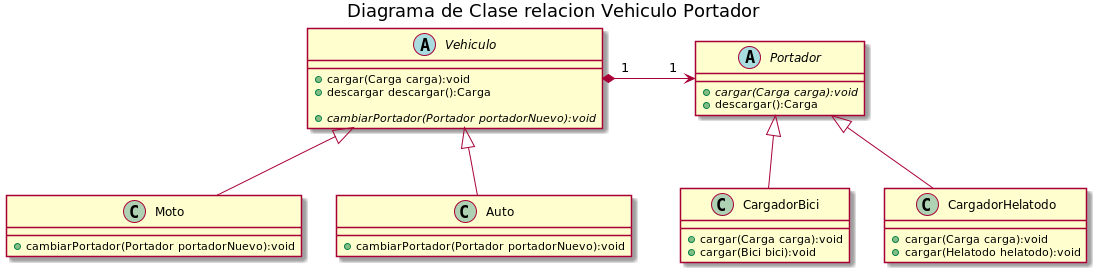 Diagrama de Clase relacion Vehiculo Portador
A Vehiculo
cargar(Carga carga):void
descargar descargar():Carga
cambiarPortador(Portador portadorNuevo):void
1 1
A Portador
cargar(Carga carga):void
descargar():Carga
C Moto
cambiarPortador(Portador portadorNuevo):void
C Auto
cambiarPortador(Portador portadorNuevo):void
C CargadorBici
cargar(Carga carga):void
cargar(Bici bici):void
C CargadorHelatodo
cargar(Carga carga):void
cargar(Helatodo helatodo):void